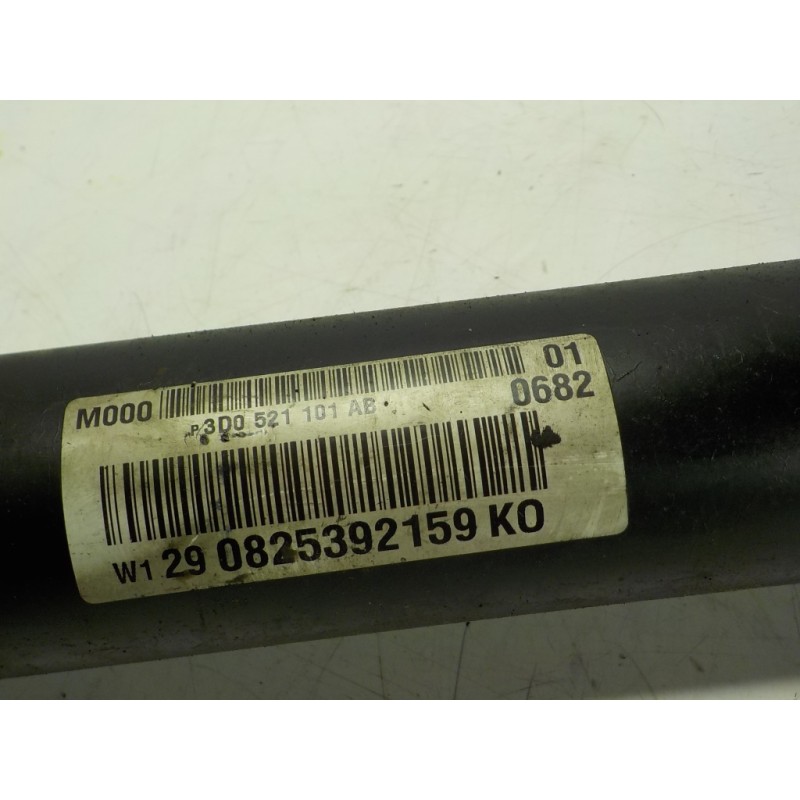 M000 01
P 3D0 521 101 AB 0682
W1 29 0825392159 KO